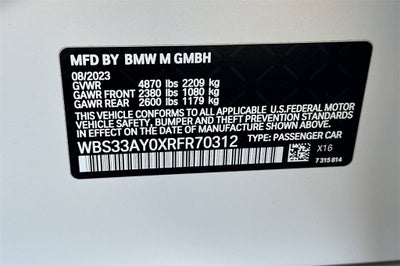 MFD BY BMW M GMBH
08/2023
GVWR 4870 lbs 2209 kg
GAWR FRONT 2380 lbs 1080 kg
GAWR REAR 2600 lbs 1179 kg
THIS VEHICLE CONFORMS TO ALL APPLICABLE U.S.FEDERAL MOTOR
VEHICLE SAFETY, BUMPER AND THEFT PREVENTION STANDARDS
IN EFFECT ON THE DATE OF MANUFACTURE SHOWN ABOVE.
WBS33AY0XRFR70312 TYPE: PASSENGER CAR
X16
7 315 814